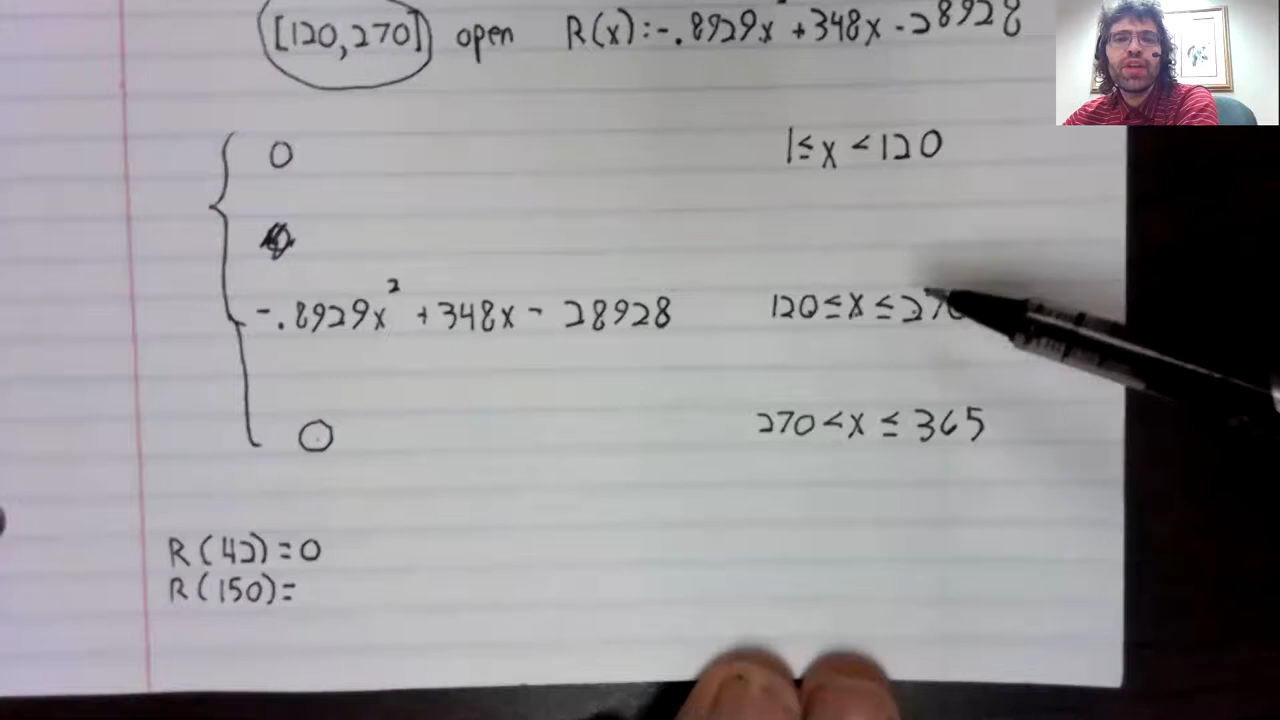 [120,270] open R(x):-.8929x² +348x -28928
0 1≤x <120
-.8929x² +348x - 28928 120≤x≤270
0 270<x≤365
R(42)=0
R(150)=